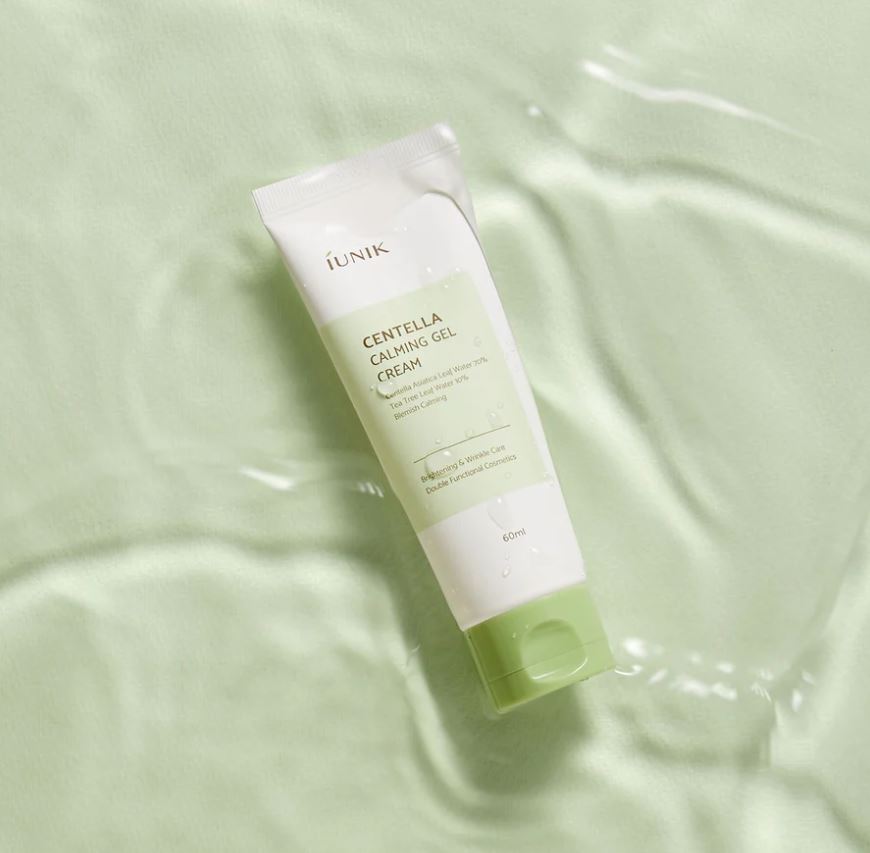 iUNIK
CENTELLA
CALMING GEL
CREAM
Centella Asiatica Leaf Water 70%
Tea Tree Leaf Water 10%
Blemish Calming
Brightening & Wrinkle Care
Double Functional Cosmetics
60ml